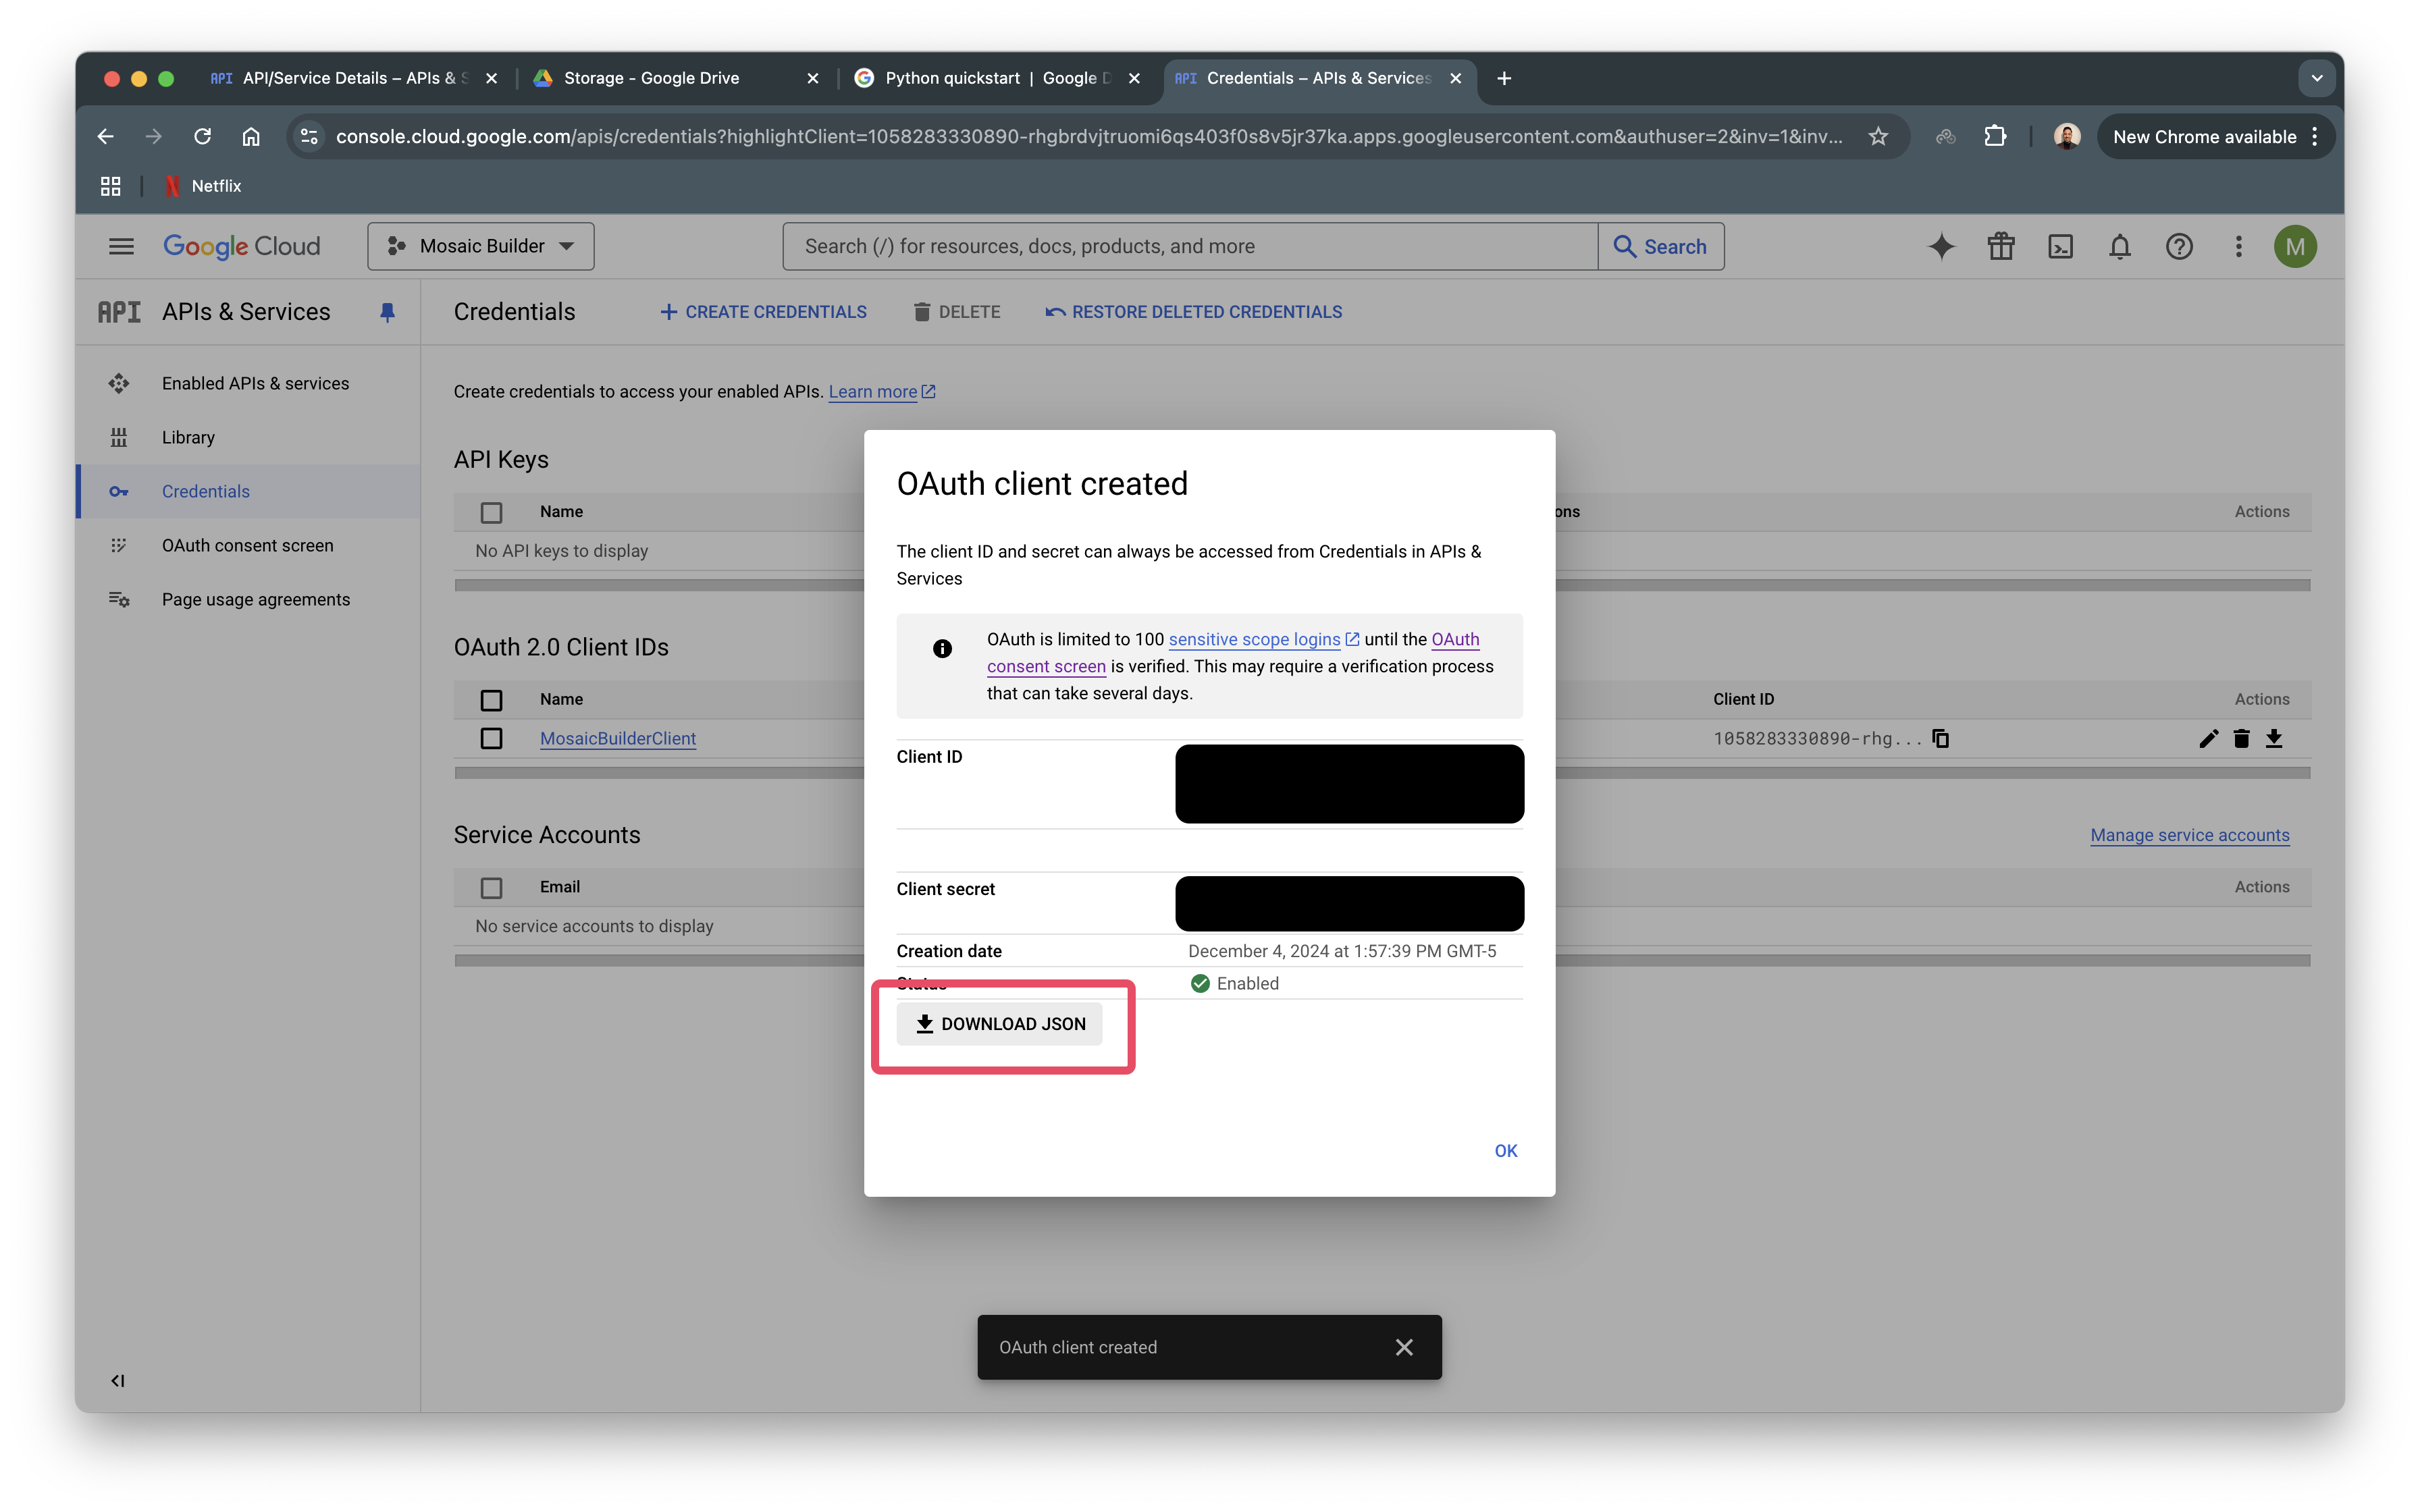 API API/Service Details – APIs & S
Storage - Google Drive
Python quickstart | Google D
API Credentials – APIs & Services
console.cloud.google.com/apis/credentials?highlightClient=1058283330890-rhgbrdvjtruomi6qs403f0s8v5jr37ka.apps.googleusercontent.com&authuser=2&inv=1&inv...
New Chrome available
Netflix
Google Cloud
Mosaic Builder
Search (/) for resources, docs, products, and more
Search
M
API APIs & Services
Credentials
CREATE CREDENTIALS
DELETE
RESTORE DELETED CREDENTIALS
Enabled APIs & services
Library
Credentials
OAuth consent screen
Page usage agreements
Create credentials to access your enabled APIs. Learn more
API Keys
Name
ons
Actions
No API keys to display
OAuth 2.0 Client IDs
Name
Client ID
Actions
MosaicBuilderClient
1058283330890-rhg...
Service Accounts
Manage service accounts
Email
Actions
No service accounts to display
OAuth client created
The client ID and secret can always be accessed from Credentials in APIs &
Services
OAuth is limited to 100 sensitive scope logins until the OAuth
consent screen is verified. This may require a verification process
that can take several days.
Client ID
Client secret
Creation date
December 4, 2024 at 1:57:39 PM GMT-5
Status
Enabled
DOWNLOAD JSON
OK
OAuth client created